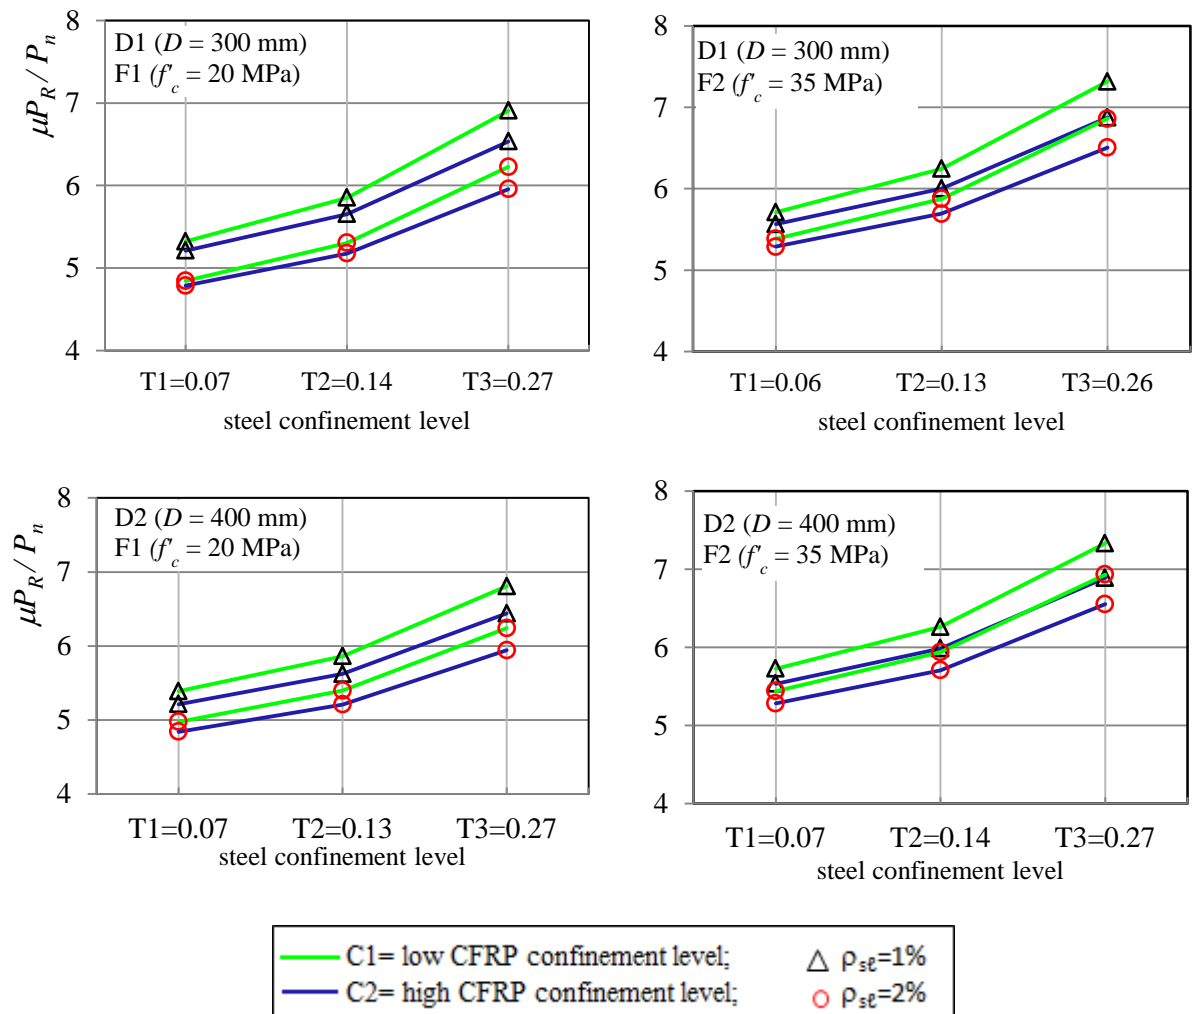 μP_R / P_n
8
7
6
5
4
D1 (D = 300 mm)
F1 (f'_c = 20 MPa)
T1=0.07 T2=0.14 T3=0.27
steel confinement level
8
7
6
5
4
D1 (D = 300 mm)
F2 (f'_c = 35 MPa)
T1=0.06 T2=0.13 T3=0.26
steel confinement level
μP_R / P_n
8
7
6
5
4
D2 (D = 400 mm)
F1 (f'_c = 20 MPa)
T1=0.07 T2=0.13 T3=0.27
steel confinement level
8
7
6
5
4
D2 (D = 400 mm)
F2 (f'_c = 35 MPa)
T1=0.07 T2=0.14 T3=0.27
steel confinement level
C1= low CFRP confinement level; ρ_sℓ=1%
C2= high CFRP confinement level; ρ_sℓ=2%